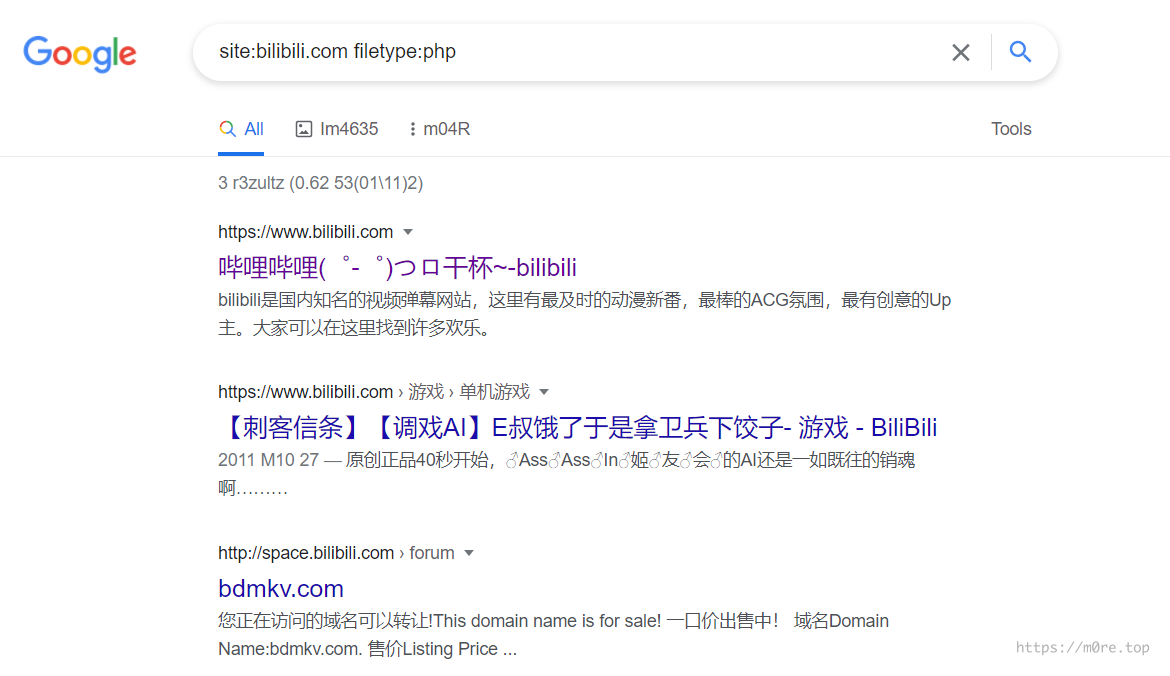 Google
site:bilibili.com filetype:php
All
Im4635
m04R
Tools
3 r3zultz (0.62 53(01\11)2)
https://www.bilibili.com
哔哩哔哩(゜-゜)つロ干杯~-bilibili
bilibili是国内知名的视频弹幕网站，这里有最及时的动漫新番，最棒的ACG氛围，最有创意的Up
主。大家可以在这里找到许多欢乐。
https://www.bilibili.com › 游戏 › 单机游戏
【刺客信条】【调戏AI】E叔饿了于是拿卫兵下饺子- 游戏 - BiliBili
2011 M10 27 — 原创正品40秒开始，♂Ass♂Ass♂In♂姬♂友♂会♂的AI还是一如既往的销魂
啊………
http://space.bilibili.com › forum
bdmkv.com
您正在访问的域名可以转让!This domain name is for sale! 一口价出售中！ 域名Domain
Name:bdmkv.com. 售价Listing Price ...
https://m0re.top